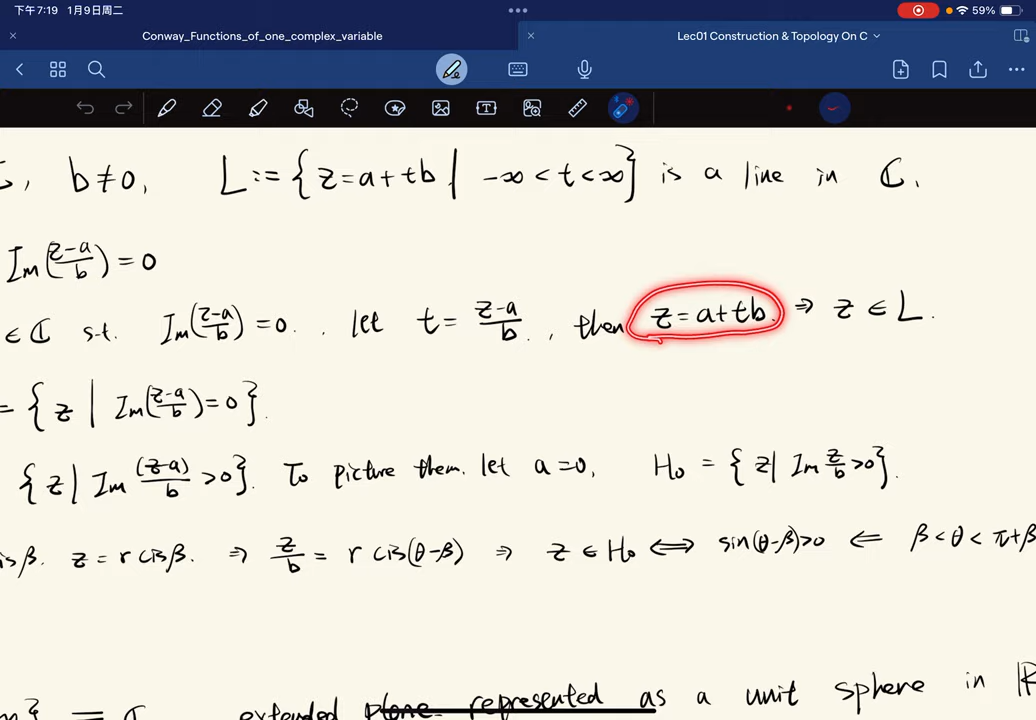 下午7:19 1月9日周二
59%
Conway_Functions_of_one_complex_variable
Lec01 Construction & Topology On C
ℂ, b≠0, L := {z=a+tb | -∞<t<∞} is a line in ℂ.
Im((z-a)/b) = 0
∈ ℂ s.t. Im((z-a)/b) = 0. let t = (z-a)/b, then z=a+tb. ⇒ z ∈ L.
= {z | Im((z-a)/b)=0}.
{z | Im (z-a)/b >0}. To picture them. let a=0, H₀ = {z | Im z/b >0}.
is β. z = r cis β. ⇒ z/b = r cis(θ-β) ⇒ z ∈ H₀ ⟺ sin(θ-β)>0 ⇐ β<θ<π+β
} ≡ ℂ extended plane represented as a unit sphere in ℝ